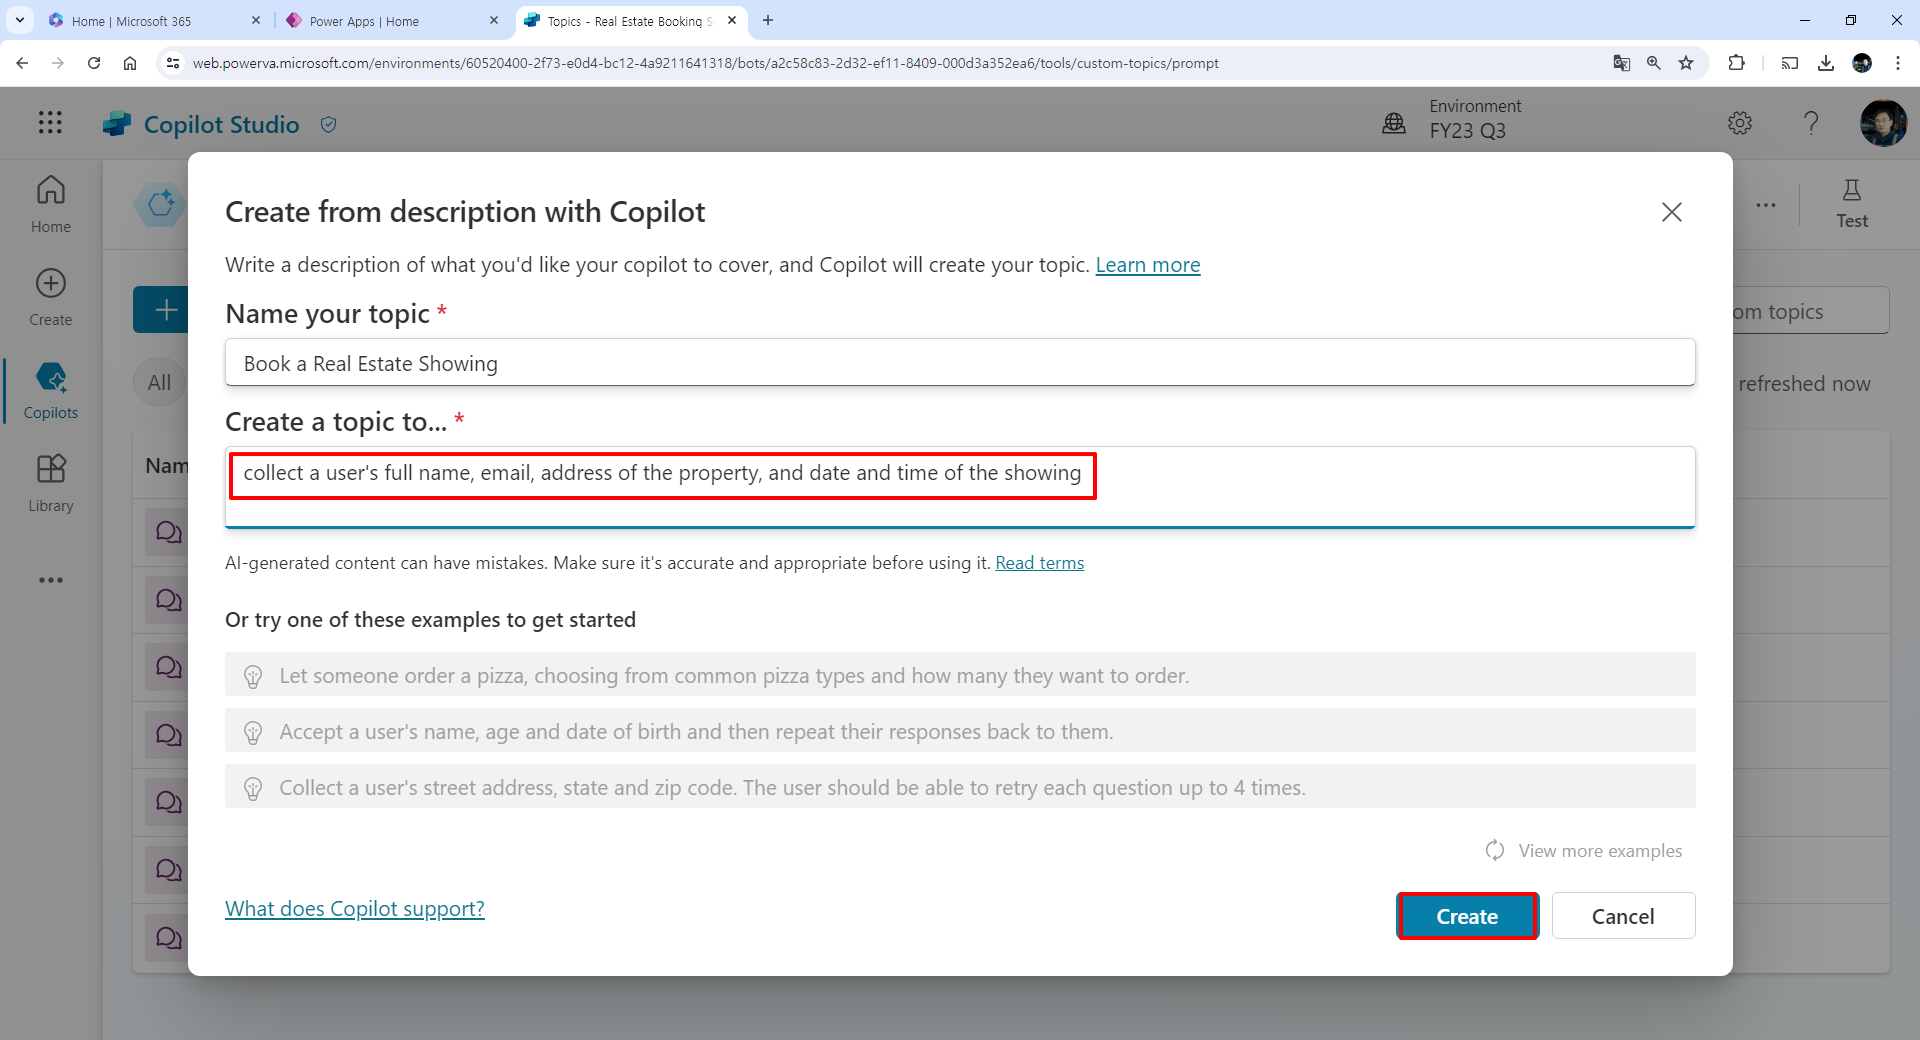 Home | Microsoft 365
Power Apps | Home
Topics - Real Estate Booking S
web.powerva.microsoft.com/environments/60520400-2f73-e0d4-bc12-4a9211641318/bots/a2c58c83-2d32-ef11-8409-000d3a352ea6/tools/custom-topics/prompt
Copilot Studio
Environment
FY23 Q3
Home
Create
Copilots
Library
Test
All
om topics
refreshed now
Nam
Create from description with Copilot
Write a description of what you'd like your copilot to cover, and Copilot will create your topic. Learn more
Name your topic *
Book a Real Estate Showing
Create a topic to... *
collect a user's full name, email, address of the property, and date and time of the showing
AI-generated content can have mistakes. Make sure it's accurate and appropriate before using it. Read terms
Or try one of these examples to get started
Let someone order a pizza, choosing from common pizza types and how many they want to order.
Accept a user's name, age and date of birth and then repeat their responses back to them.
Collect a user's street address, state and zip code. The user should be able to retry each question up to 4 times.
View more examples
What does Copilot support?
Create
Cancel